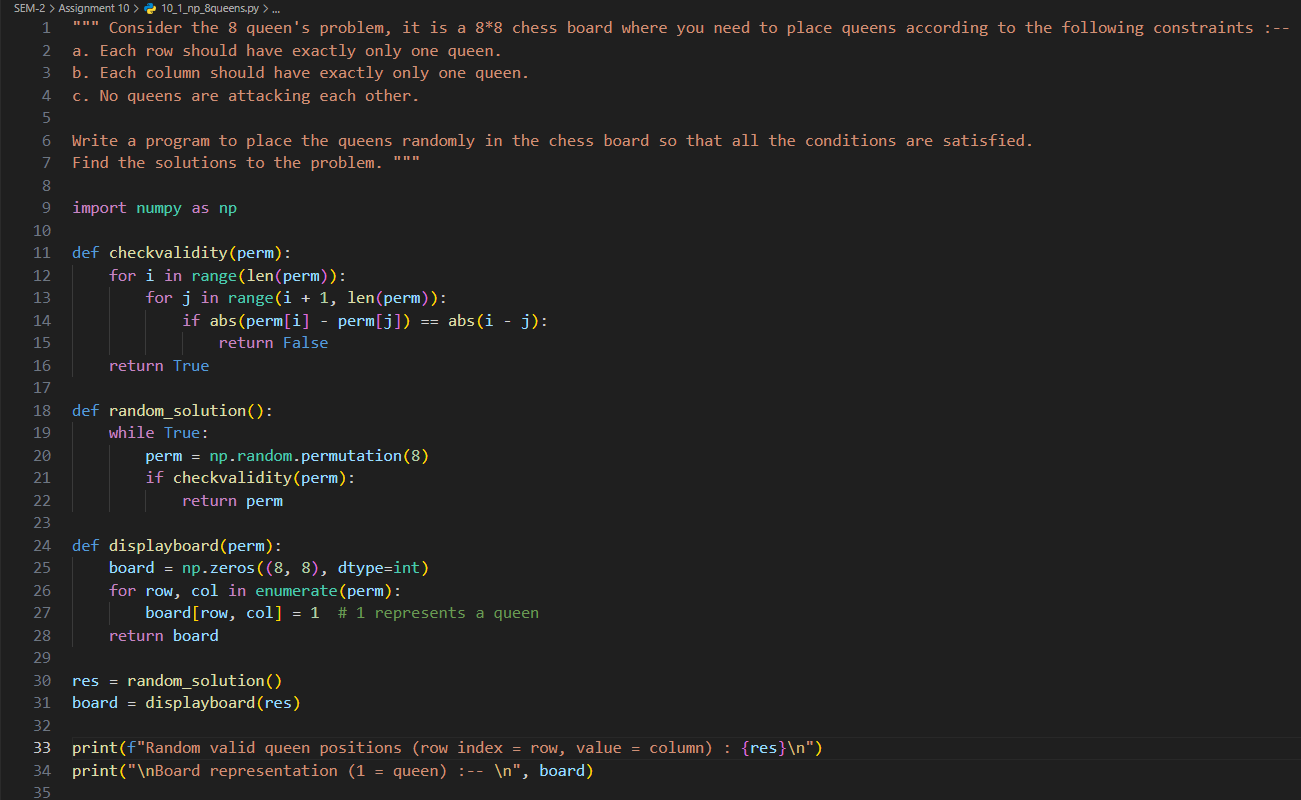 SEM-2 > Assignment 10 > 10_1_np_8queens.py > ...
1 """ Consider the 8 queen's problem, it is a 8*8 chess board where you need to place queens according to the following constraints :--
2 a. Each row should have exactly only one queen.
3 b. Each column should have exactly only one queen.
4 c. No queens are attacking each other.
5
6 Write a program to place the queens randomly in the chess board so that all the conditions are satisfied.
7 Find the solutions to the problem. """
8
9 import numpy as np
10
11 def checkvalidity(perm):
12     for i in range(len(perm)):
13         for j in range(i + 1, len(perm)):
14             if abs(perm[i] - perm[j]) == abs(i - j):
15                 return False
16     return True
17
18 def random_solution():
19     while True:
20         perm = np.random.permutation(8)
21         if checkvalidity(perm):
22             return perm
23
24 def displayboard(perm):
25     board = np.zeros((8, 8), dtype=int)
26     for row, col in enumerate(perm):
27         board[row, col] = 1  # 1 represents a queen
28     return board
29
30 res = random_solution()
31 board = displayboard(res)
32
33 print(f"Random valid queen positions (row index = row, value = column) : {res}\n")
34 print("\nBoard representation (1 = queen) :-- \n", board)
35